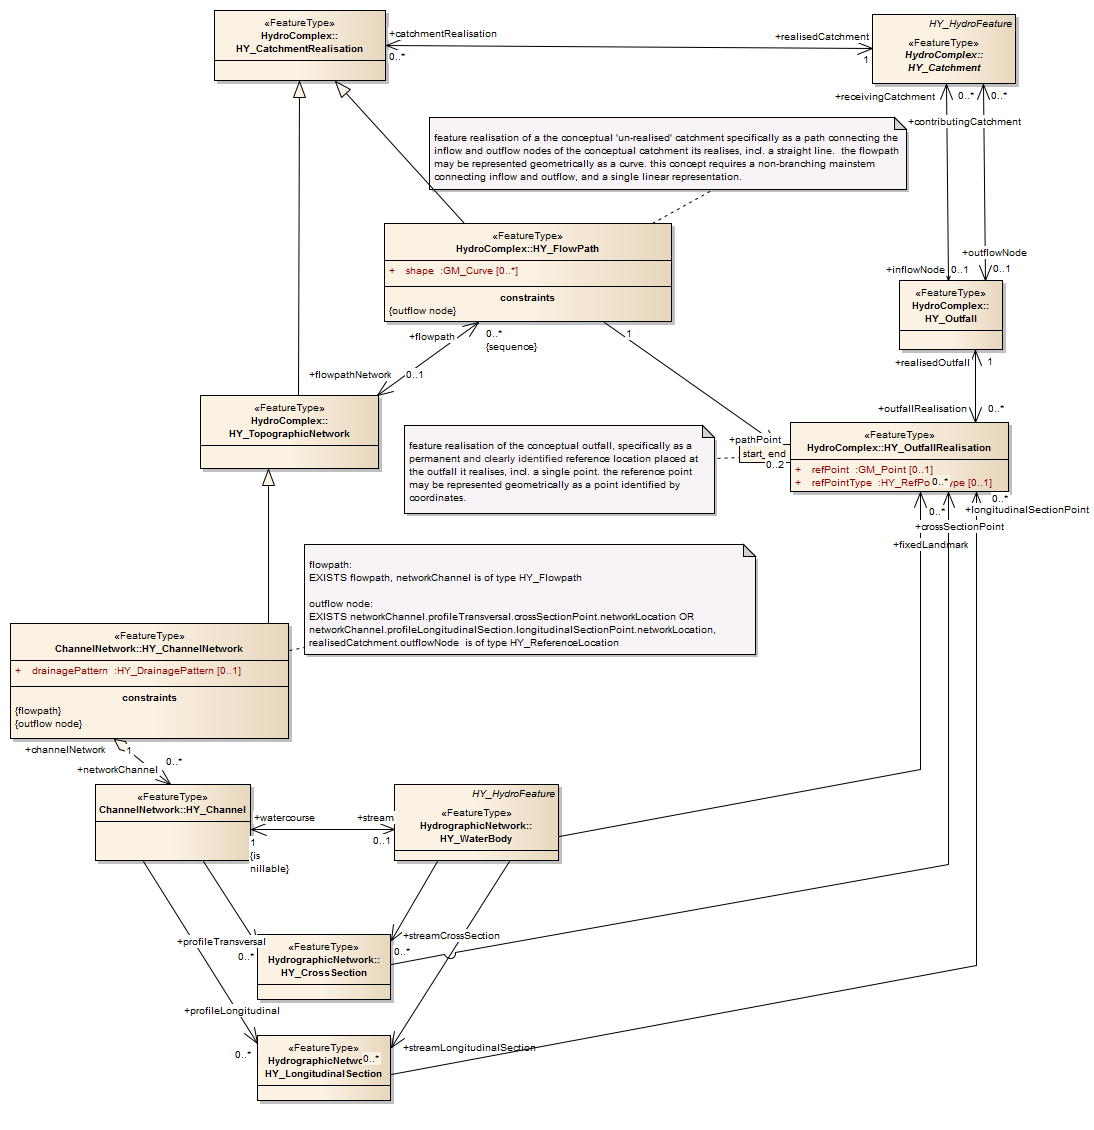 «FeatureType»
HydroComplex::
HY_CatchmentRealisation
+catchmentRealisation
0..*
+realisedCatchment
1
HY_HydroFeature
«FeatureType»
HydroComplex::
HY_Catchment
+receivingCatchment
0..*
0..*
+contributingCatchment
feature realisation of a the conceptual 'un-realised' catchment specifically as a path connecting the
inflow and outflow nodes of the conceptual catchment its realises, incl. a straight line.  the flowpath
may be represented geometrically as a curve. this concept requires a non-branching mainstem
connecting inflow and outflow, and a single linear representation.
«FeatureType»
HydroComplex::HY_FlowPath
+ shape :GM_Curve [0..*]
constraints
{outflow node}
+outflowNode
+inflowNode
0..1
0..1
«FeatureType»
HydroComplex::
HY_Outfall
+flowpath
0..*
{sequence}
1
+flowpathNetwork
0..1
+realisedOutfall
1
+outfallRealisation
0..*
«FeatureType»
HydroComplex::
HY_TopographicNetwork
feature realisation of the conceptual outfall, specifically as a
permanent and clearly identified reference location placed at
the outfall it realises, incl. a single point. the reference point
may be represented geometrically as a point identified by
coordinates.
+pathPoint
start_end
0..2
«FeatureType»
HydroComplex::HY_OutfallRealisation
+ refPoint :GM_Point [0..1]
+ refPointType :HY_RefPo ype [0..1]
0..*
0..*
0..*
+longitudinalSectionPoint
+crossSectionPoint
+fixedLandmark
flowpath:
EXISTS flowpath, networkChannel is of type HY_Flowpath
outflow node:
EXISTS networkChannel.profileTransversal.crossSectionPoint.networkLocation OR
networkChannel.profileLongitudinalSection.longitudinalSectionPoint.networkLocation,
realisedCatchment.outflowNode  is of type HY_ReferenceLocation
«FeatureType»
ChannelNetwork::HY_ChannelNetwork
+ drainagePattern :HY_DrainagePattern [0..1]
constraints
{flowpath}
{outflow node}
+channelNetwork
1
0..*
+networkChannel
«FeatureType»
ChannelNetwork::HY_Channel
+watercourse
1
{is
nillable}
+stream
0..1
HY_HydroFeature
«FeatureType»
HydrographicNetwork::
HY_WaterBody
+profileTransversal
0..*
+streamCrossSection
0..*
«FeatureType»
HydrographicNetwork::
HY_CrossSection
+profileLongitudinal
0..*
+streamLongitudinalSection
«FeatureType»
HydrographicNetwo
0..*
HY_LongitudinalSection